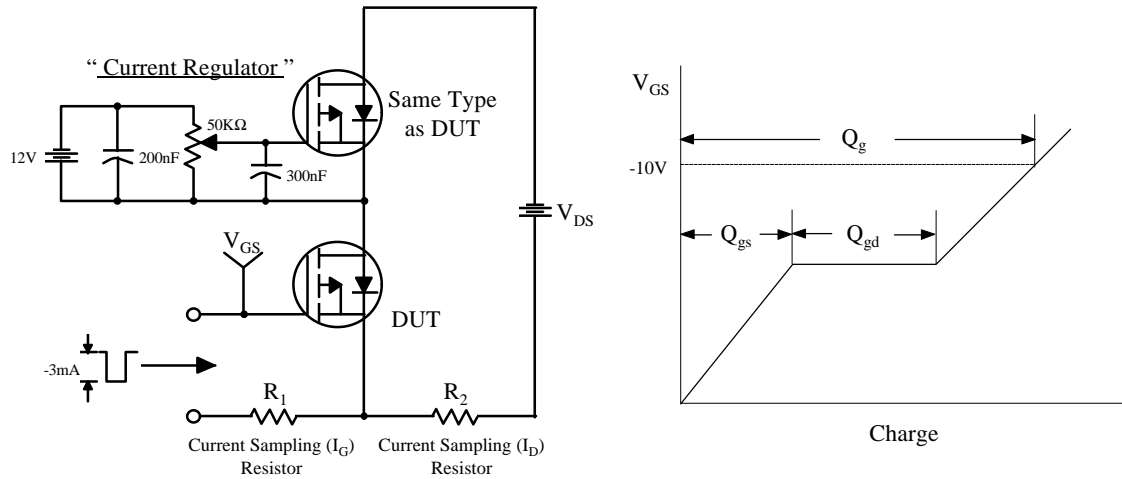 “ Current Regulator ”
12V
200nF
50KΩ
300nF
Same Type
as DUT
V_GS
DUT
V_DS
-3mA
R_1
R_2
Current Sampling (I_G)
Resistor
Current Sampling (I_D)
Resistor
V_GS
-10V
Q_g
Q_gs
Q_gd
Charge